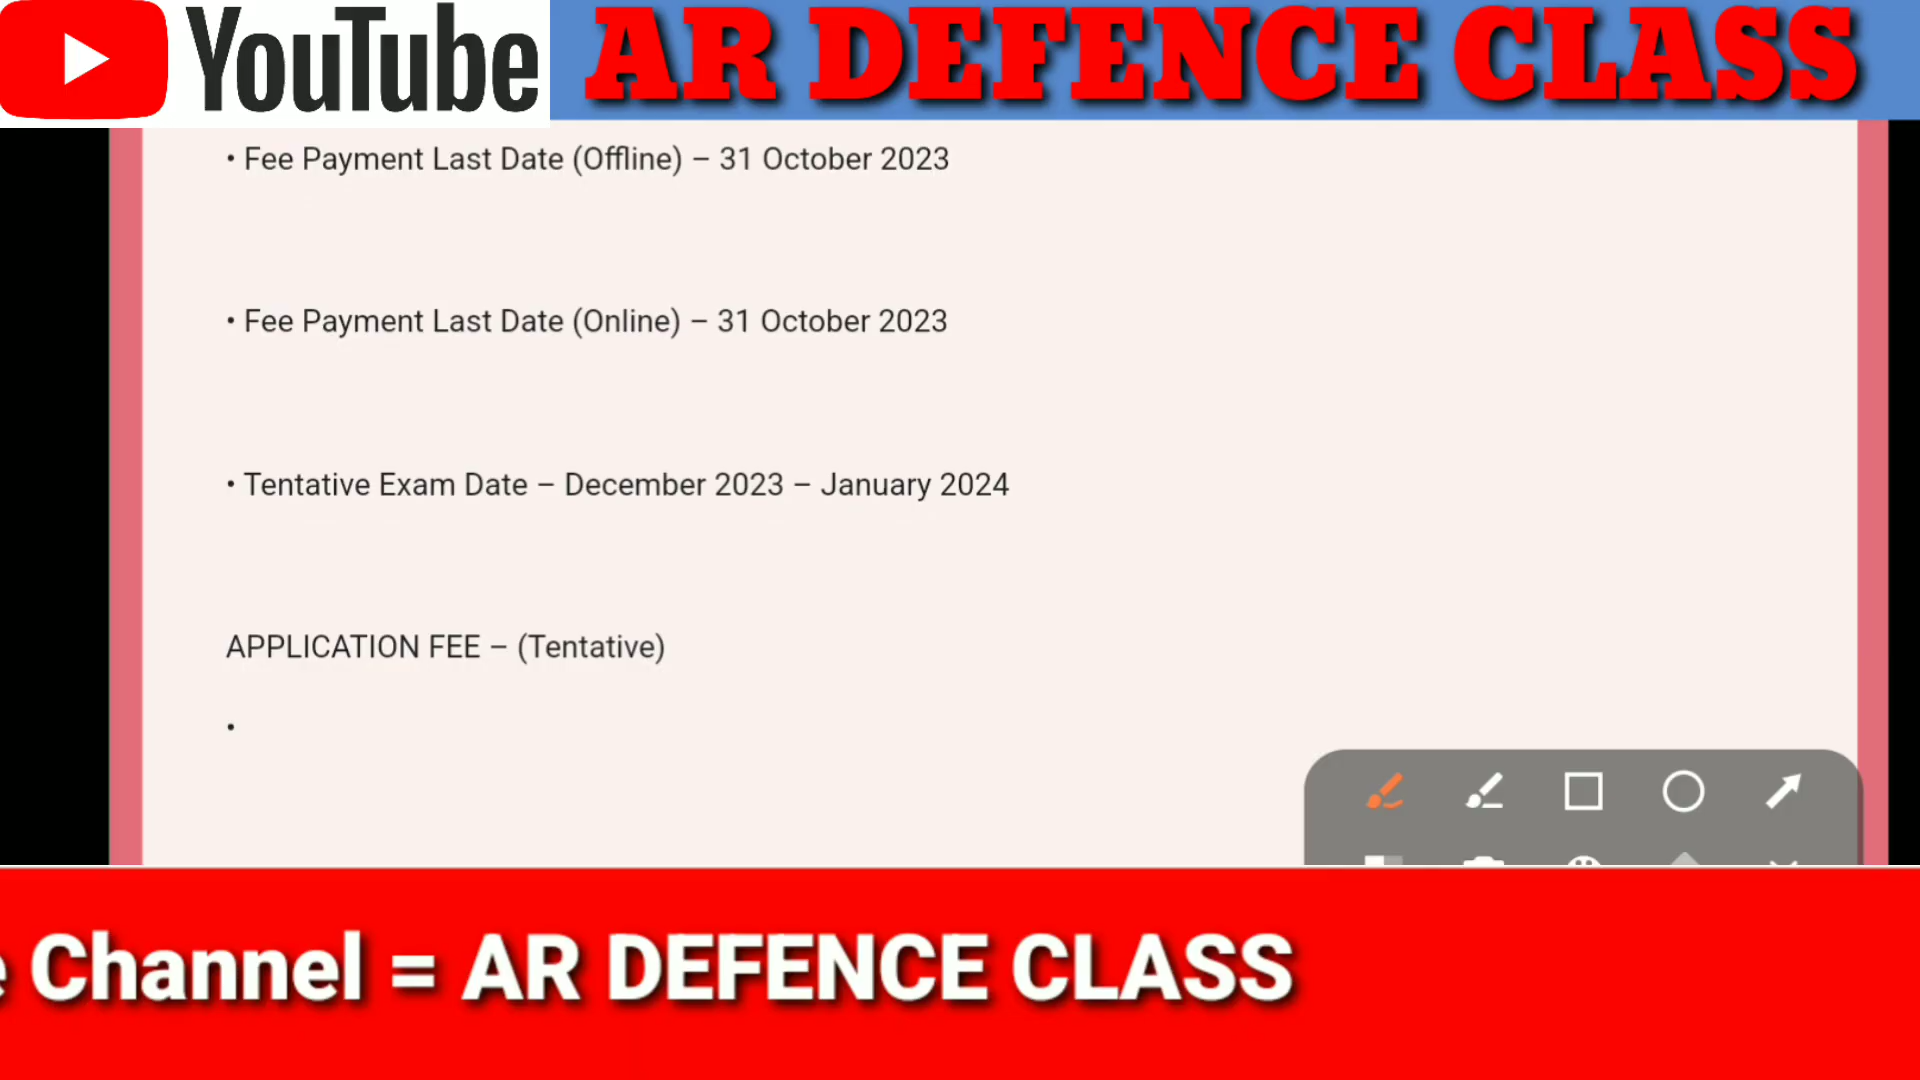 YouTube AR DEFENCE CLASS
• Fee Payment Last Date (Offline) – 31 October 2023
• Fee Payment Last Date (Online) – 31 October 2023
• Tentative Exam Date – December 2023 – January 2024
APPLICATION FEE – (Tentative)
•
e Channel = AR DEFENCE CLASS